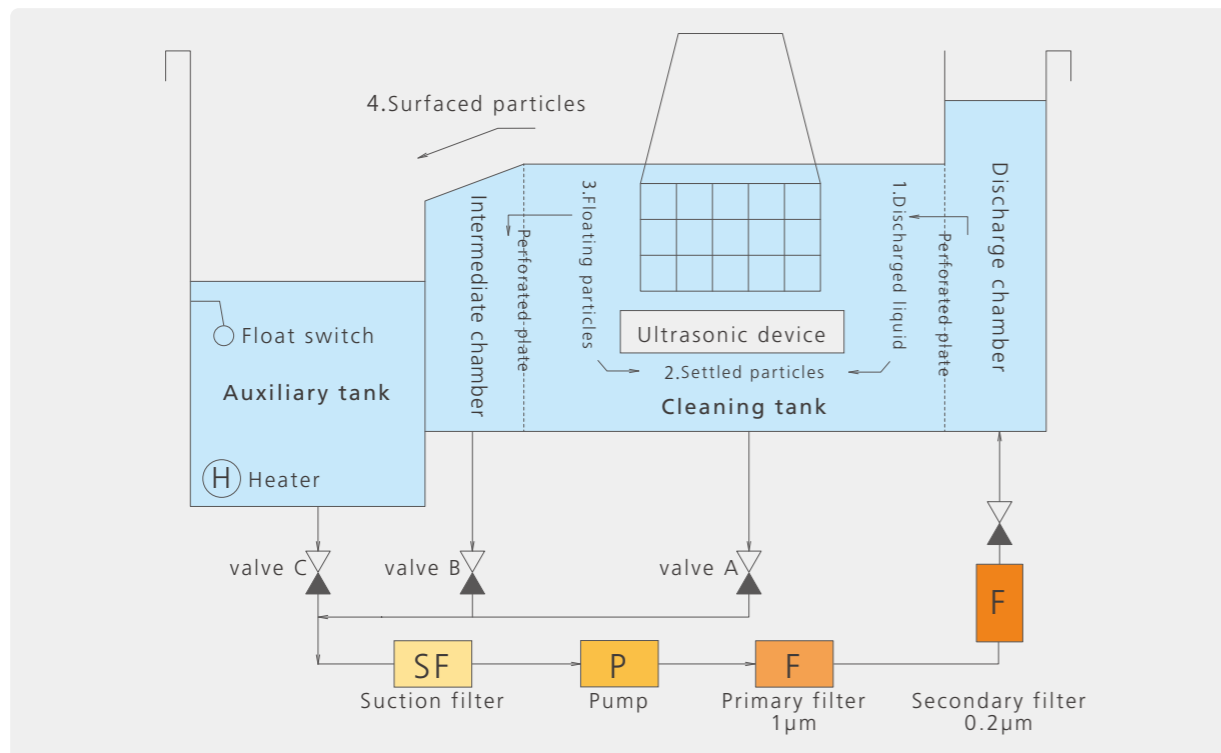 4.Surfaced particles
Discharge chamber
1.Discharged liquid
Perforated plate
3.Floating particles
Perforated plate
Intermediate chamber
Ultrasonic device
2.Settled particles
Cleaning tank
Float switch
Auxiliary tank
H
Heater
valve C
valve B
valve A
F
SF
P
F
Suction filter
Pump
Primary filter
1μm
Secondary filter
0.2μm